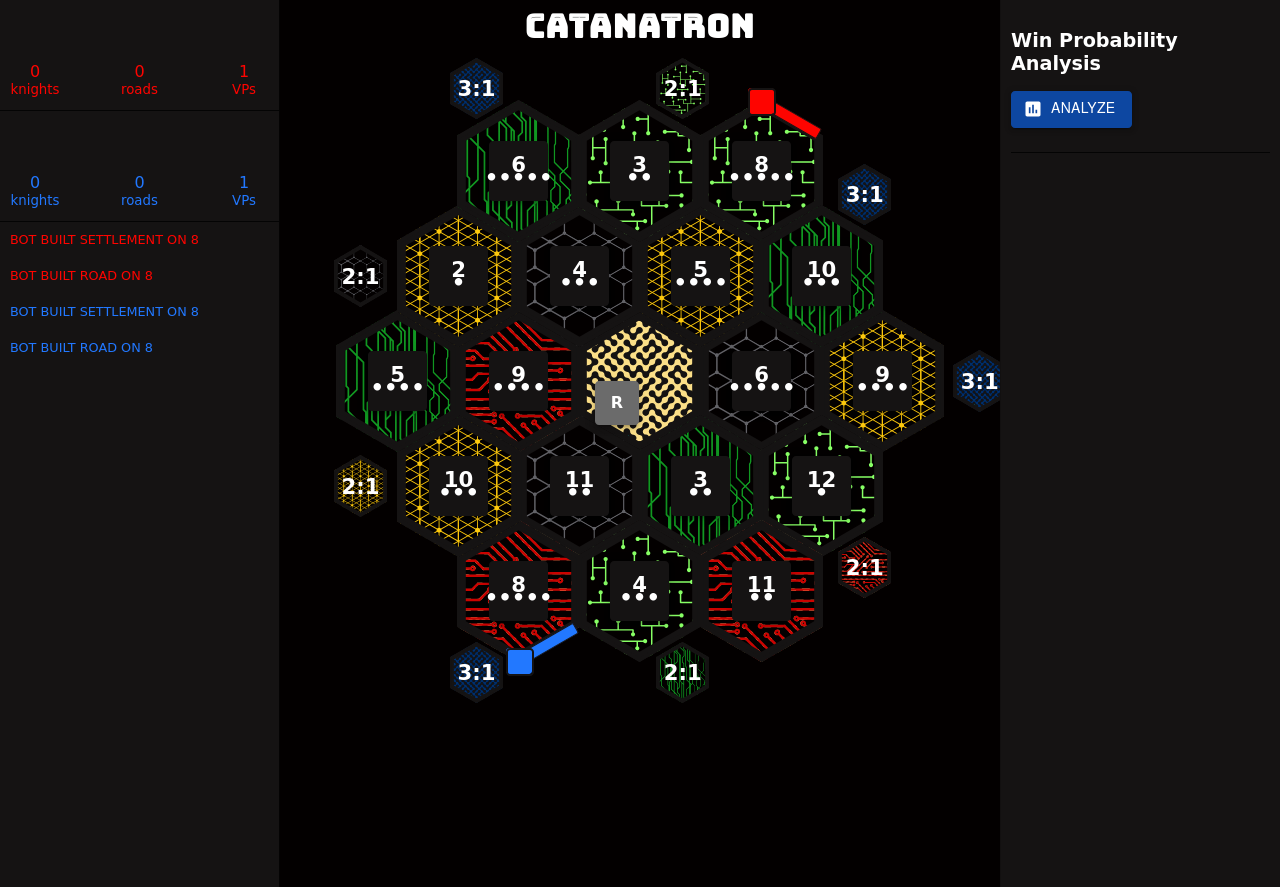 CATANATRON
0 0 1
knights roads VPs
0 0 1
knights roads VPs
BOT BUILT SETTLEMENT ON 8
BOT BUILT ROAD ON 8
BOT BUILT SETTLEMENT ON 8
BOT BUILT ROAD ON 8
3:1 2:1
6 3 8
3:1
2:1 2 4 5 10
5 9 6 9 3:1
R
2:1 10 11 3 12
2:1
8 4 11
3:1 2:1
Win Probability
Analysis
ANALYZE